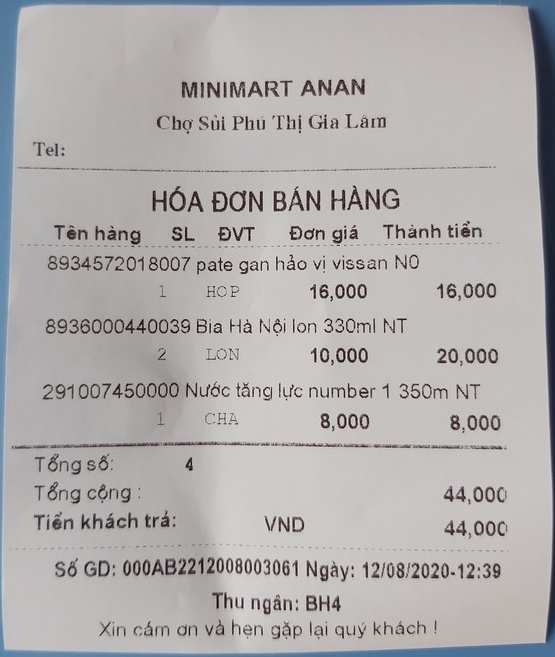 MINIMART ANAN
Chợ Sủi Phú Thị Gia Lâm
Tel:
HÓA ĐƠN BÁN HÀNG
Tên hàng SL ĐVT Đơn giá Thành tiền
8934572018007 pate gan hảo vị vissan N0
1 HOP 16,000 16,000
8936000440039 Bia Hà Nội lon 330ml NT
2 LON 10,000 20,000
291007450000 Nước tăng lực number 1 350m NT
1 CHA 8,000 8,000
Tổng số: 4
Tổng cộng : 44,000
Tiền khách trả: VND 44,000
Số GD: 000AB2212008003061 Ngày: 12/08/2020-12:39
Thu ngân: BH4
Xin cám ơn và hẹn gặp lại quý khách !